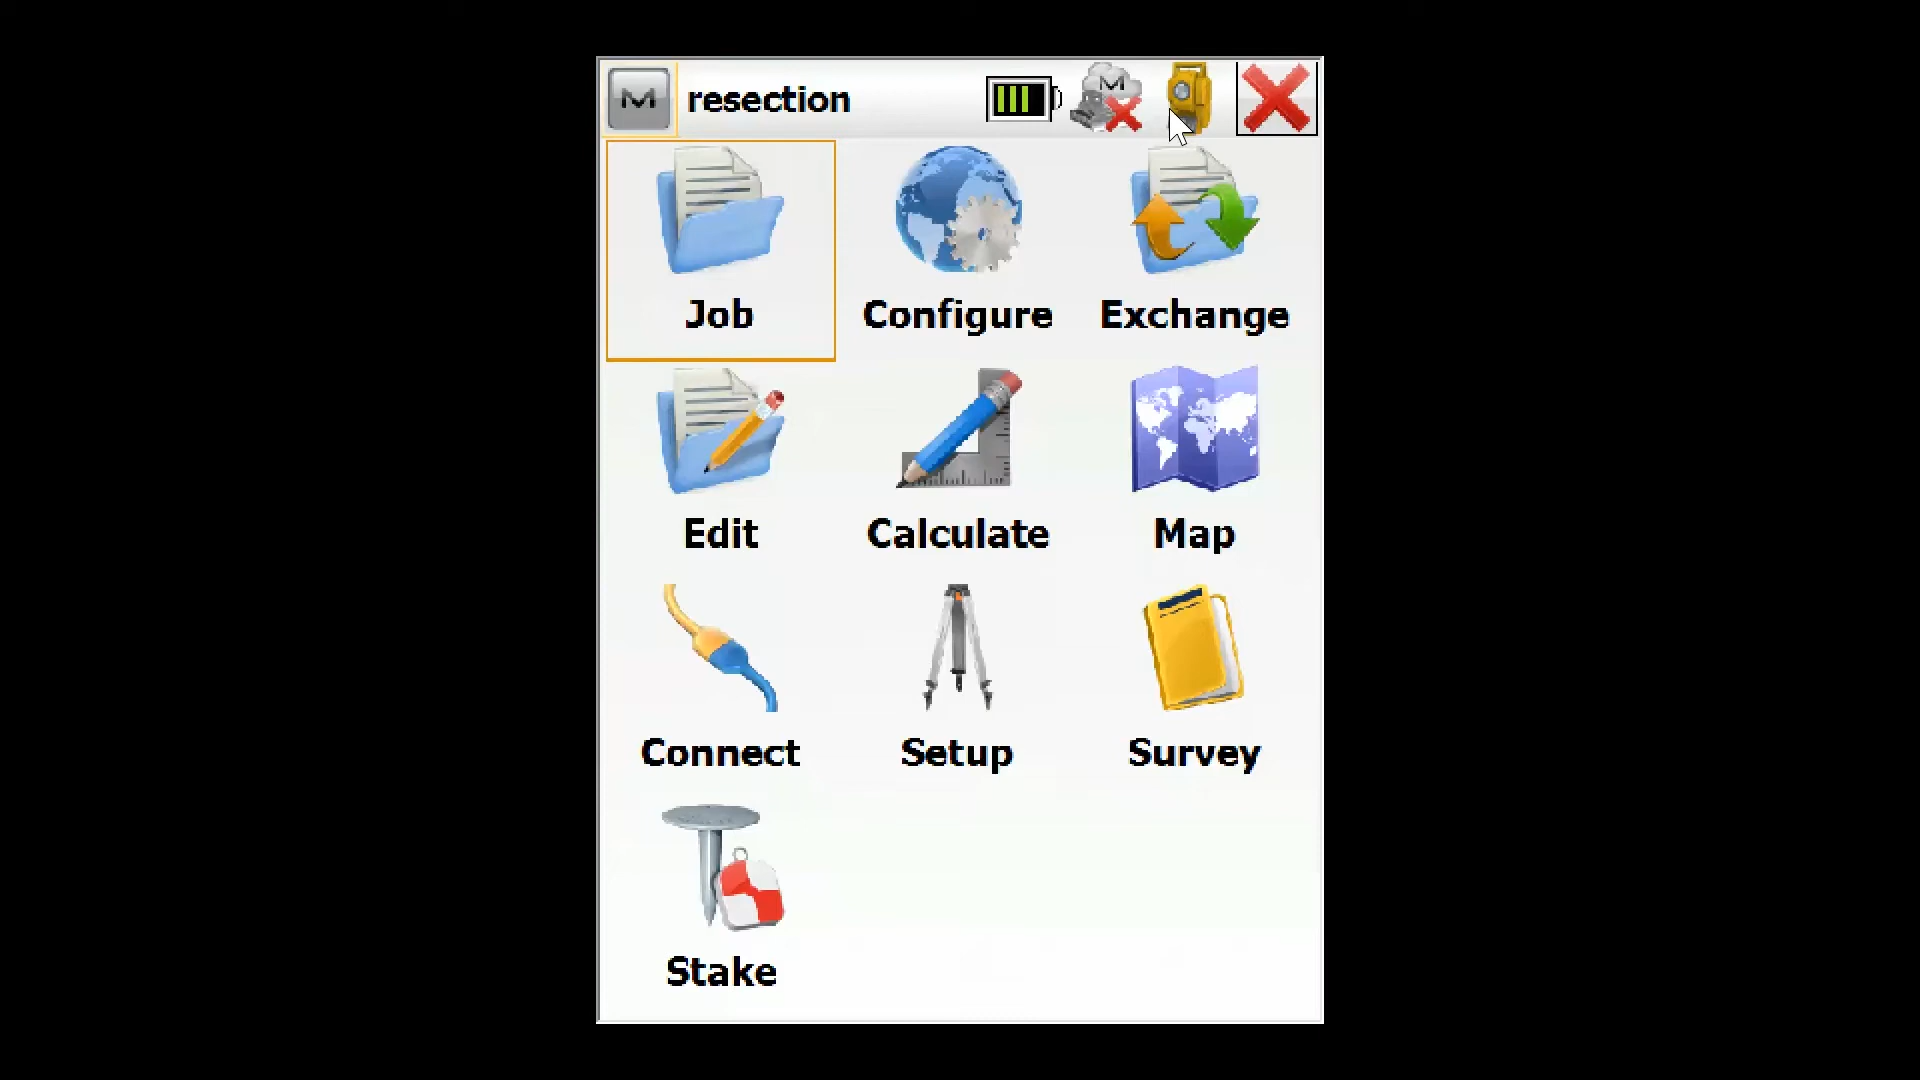 M resection M
Job Configure Exchange
Edit Calculate Map
Connect Setup Survey
Stake